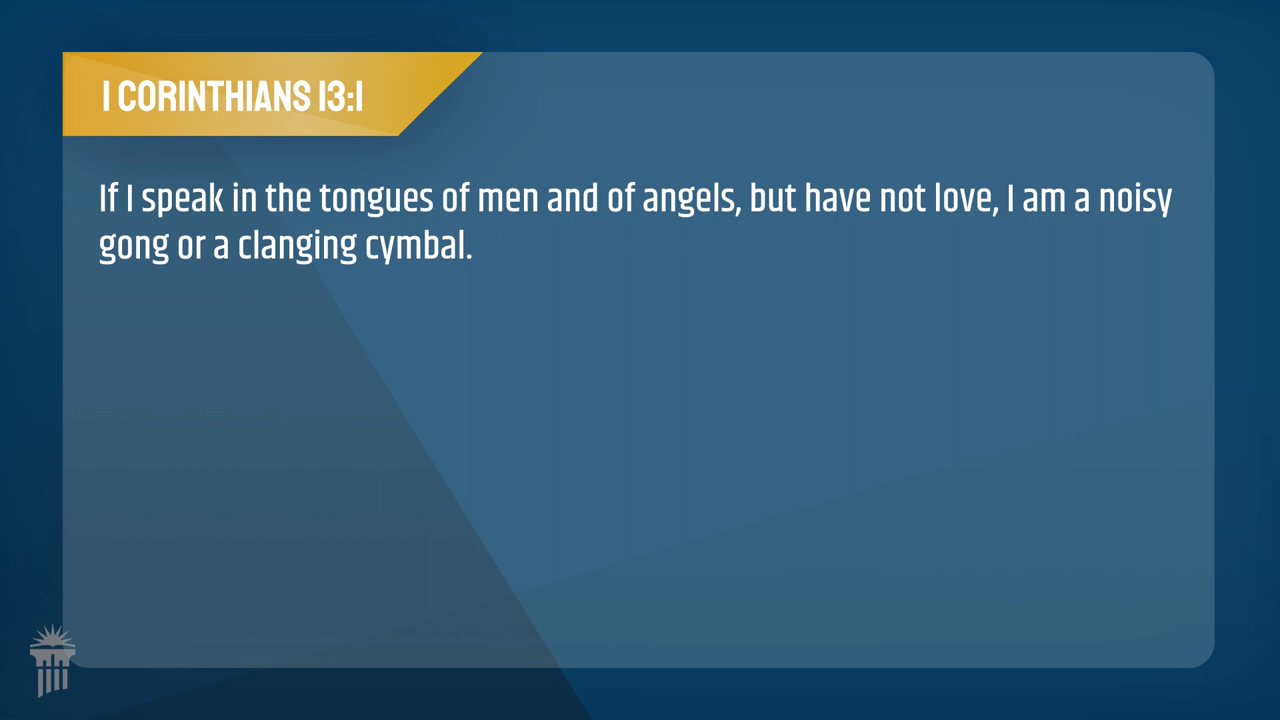 1 CORINTHIANS 13:1
If I speak in the tongues of men and of angels, but have not love, I am a noisy
gong or a clanging cymbal.